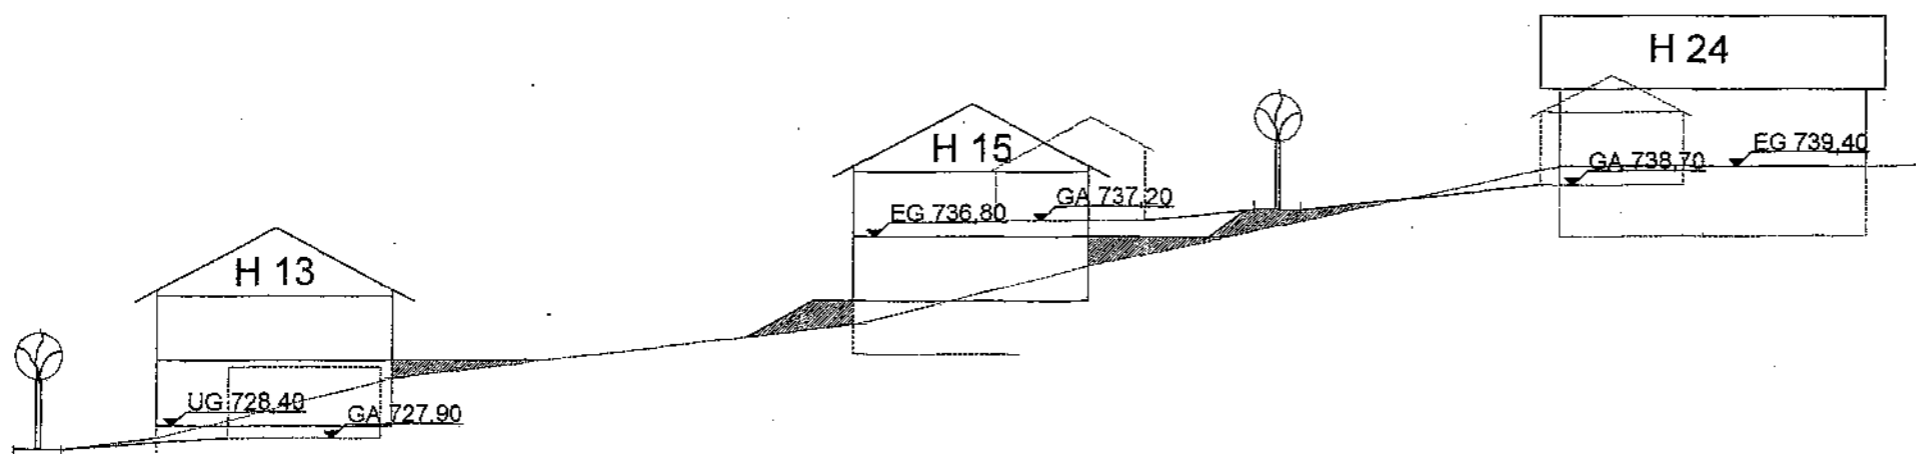 H 24
H 15
EG 739,40
GA 738,70
GA 737,20
EG 736,80
H 13
UG 728,40
GA 727,90